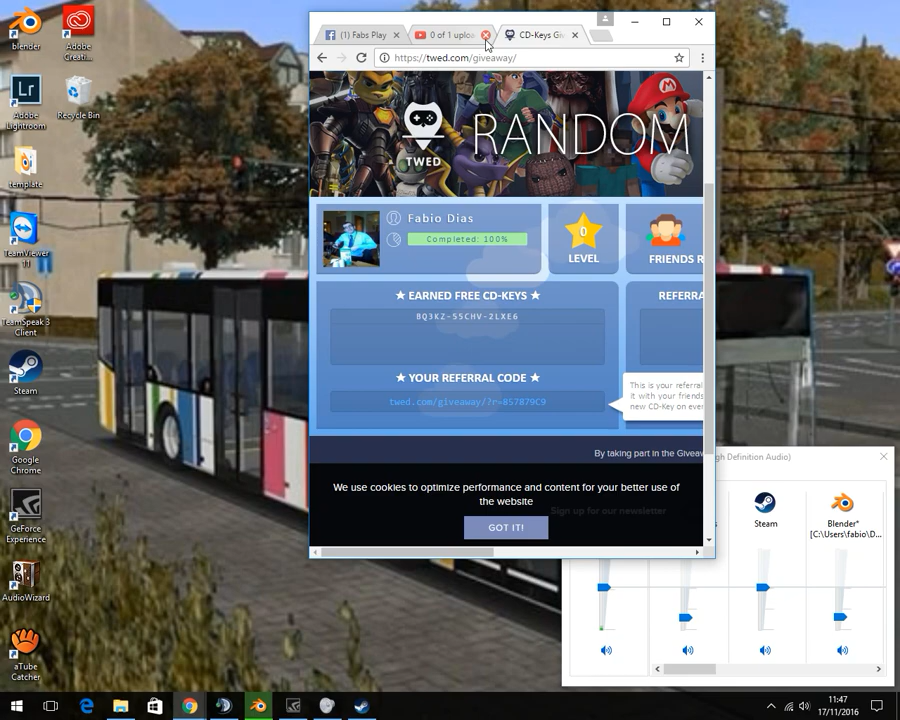 blender
Adobe
Creati...
Adobe
Lightroom
Recycle Bin
template
TeamViewer
11
TeamSpeak 3
Client
Steam
Google
Chrome
GeForce
Experience
AudioWizard
aTube
Catcher
(1) Fabs Play
0 of 1 uploa
CD-Keys Giv
https://twed.com/giveaway/
TWED
RANDOM
Fabio Dias
Completed: 100%
0
LEVEL
FRIENDS R
★ EARNED FREE CD-KEYS ★
REFERRA
BQ3KZ-S5CHV-2LXE6
★ YOUR REFERRAL CODE ★
twed.com/giveaway/?r=857879C9
This is your referral
it with your friends
new CD-Key on ever
By taking part in the Giveaw
We use cookies to optimize performance and content for your better use of
the website
Sign up for our newsletter
GOT IT!
gh Definition Audio)
Steam
Blender*
[C:\Users\fabio\D...
11:47
17/11/2016